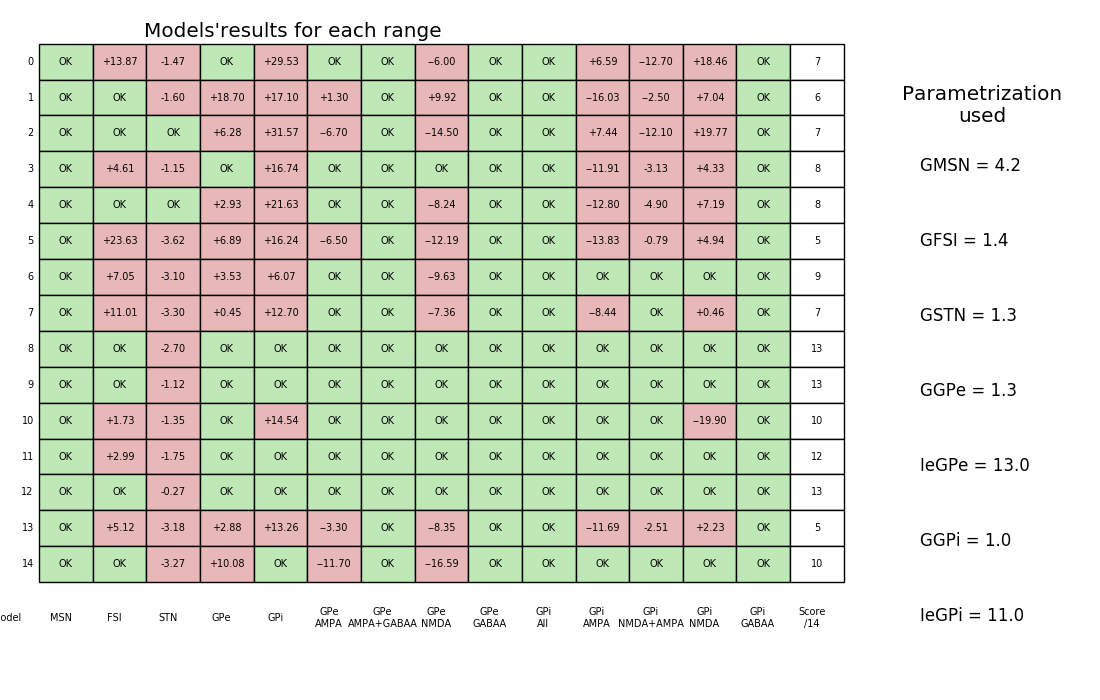 Models'results for each range
0 OK +13.87 -1.47 OK +29.53 OK OK −6.00 OK OK +6.59 −12.70 +18.46 OK 7
1 OK OK -1.60 +18.70 +17.10 +1.30 OK +9.92 OK OK −16.03 −2.50 +7.04 OK 6
2 OK OK OK +6.28 +31.57 −6.70 OK −14.50 OK OK +7.44 −12.10 +19.77 OK 7
3 OK +4.61 -1.15 OK +16.74 OK OK OK OK OK −11.91 -3.13 +4.33 OK 8
4 OK OK OK +2.93 +21.63 OK OK −8.24 OK OK −12.80 -4.90 +7.19 OK 8
5 OK +23.63 -3.62 +6.89 +16.24 −6.50 OK −12.19 OK OK −13.83 -0.79 +4.94 OK 5
6 OK +7.05 -3.10 +3.53 +6.07 OK OK −9.63 OK OK OK OK OK OK 9
7 OK +11.01 -3.30 +0.45 +12.70 OK OK −7.36 OK OK −8.44 OK +0.46 OK 7
8 OK OK -2.70 OK OK OK OK OK OK OK OK OK OK OK 13
9 OK OK -1.12 OK OK OK OK OK OK OK OK OK OK OK 13
10 OK +1.73 -1.35 OK +14.54 OK OK OK OK OK OK OK −19.90 OK 10
11 OK +2.99 -1.75 OK OK OK OK OK OK OK OK OK OK OK 12
12 OK OK -0.27 OK OK OK OK OK OK OK OK OK OK OK 13
13 OK +5.12 -3.18 +2.88 +13.26 −3.30 OK −8.35 OK OK −11.69 -2.51 +2.23 OK 5
14 OK OK -3.27 +10.08 OK −11.70 OK −16.59 OK OK OK OK OK OK 10
odel MSN FSI STN GPe GPi GPe AMPA GPe AMPA+GABAA GPe NMDA GPe GABAA GPi All GPi AMPA GPi NMDA+AMPA GPi NMDA GPi GABAA Score /14
Parametrization
used
GMSN = 4.2
GFSI = 1.4
GSTN = 1.3
GGPe = 1.3
IeGPe = 13.0
GGPi = 1.0
IeGPi = 11.0